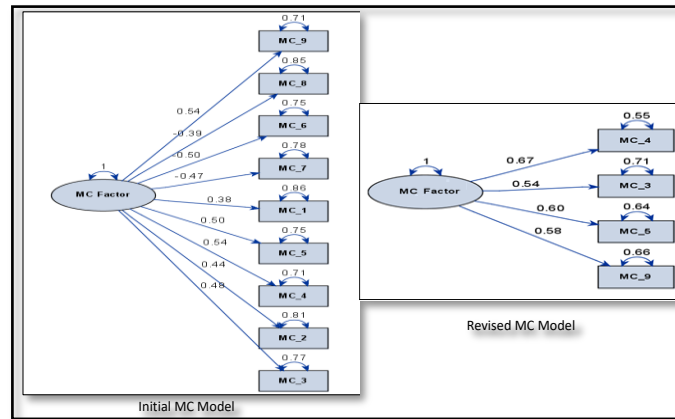 0.71
MC_9
0.85
MC_8
0.54
0.75
-0.39
MC_6
-0.50
0.78
1
-0.47
MC_7
MC Factor
0.38
0.86
MC_1
0.50
0.75
0.54
MC_5
0.44
0.71
0.48
MC_4
0.81
MC_2
0.77
MC_3
Initial MC Model
0.55
MC_4
1
0.67
0.71
MC Factor
0.54
MC_3
0.60
0.64
0.58
MC_5
0.66
MC_9
Revised MC Model